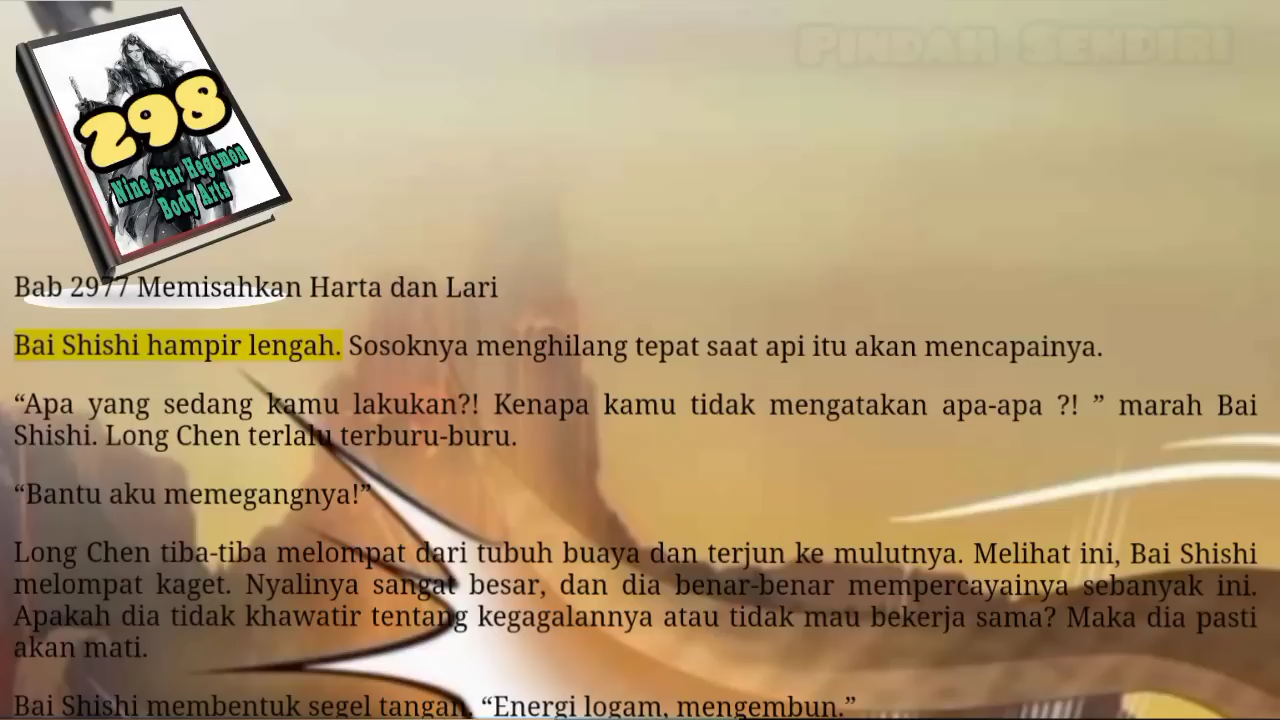 PINDAH SENDIRI
298
Nine Star Hegemon
Body Arts
Bab 2977 Memisahkan Harta dan Lari
Bai Shishi hampir lengah. Sosoknya menghilang tepat saat api itu akan mencapainya.
“Apa yang sedang kamu lakukan?! Kenapa kamu tidak mengatakan apa-apa ?! ” marah Bai
Shishi. Long Chen terlalu terburu-buru.
“Bantu aku memegangnya!”
Long Chen tiba-tiba melompat dari tubuh buaya dan terjun ke mulutnya. Melihat ini, Bai Shishi
melompat kaget. Nyalinya sangat besar, dan dia benar-benar mempercayainya sebanyak ini.
Apakah dia tidak khawatir tentang kegagalannya atau tidak mau bekerja sama? Maka dia pasti
akan mati.
Bai Shishi membentuk segel tangan. “Energi logam, mengembun.”